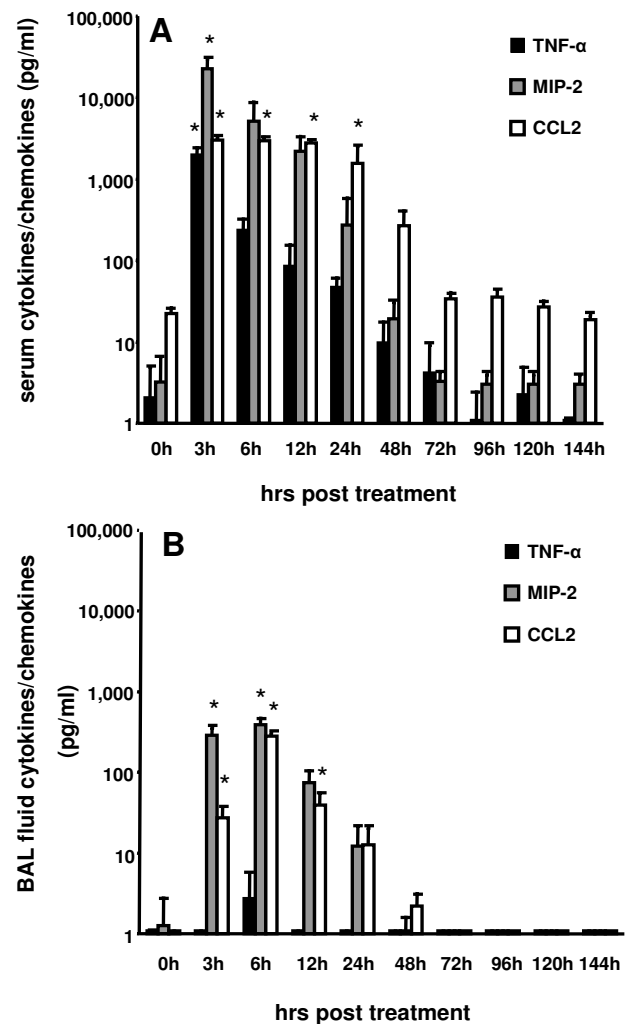 A
serum cytokines/chemokines (pg/ml)
100,000
10,000
1,000
100
10
1
* * * * * *
TNF-α
MIP-2
CCL2
0h 3h 6h 12h 24h 48h 72h 96h 120h 144h
hrs post treatment
B
BAL fluid cytokines/chemokines
(pg/ml)
100,000
10,000
1,000
100
10
1
* * * * *
TNF-α
MIP-2
CCL2
0h 3h 6h 12h 24h 48h 72h 96h 120h 144h
hrs post treatment